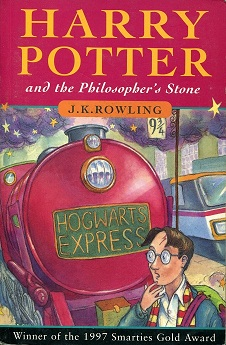 HARRY
POTTER
and the Philosopher's Stone
J.K.ROWLING
9¾
HOGWARTS
EXPRESS
Winner of the 1997 Smarties Gold Award